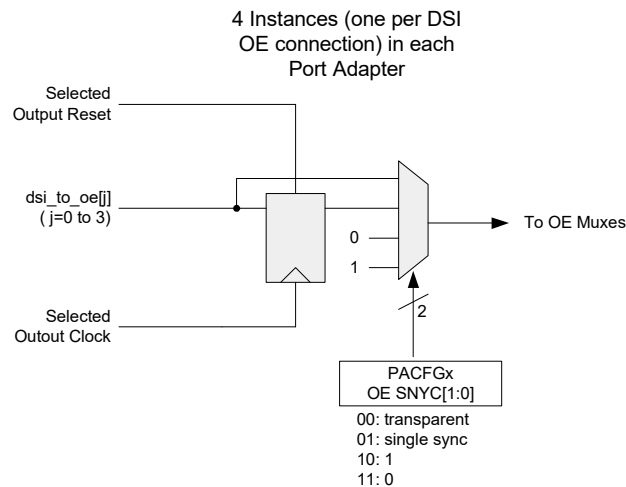 4 Instances (one per DSI
OE connection) in each
Port Adapter
Selected
Output Reset
dsi_to_oe[j]
( j=0 to 3)
0
1
To OE Muxes
Selected
Outout Clock
2
PACFGx
OE SNYC[1:0]
00: transparent
01: single sync
10: 1
11: 0